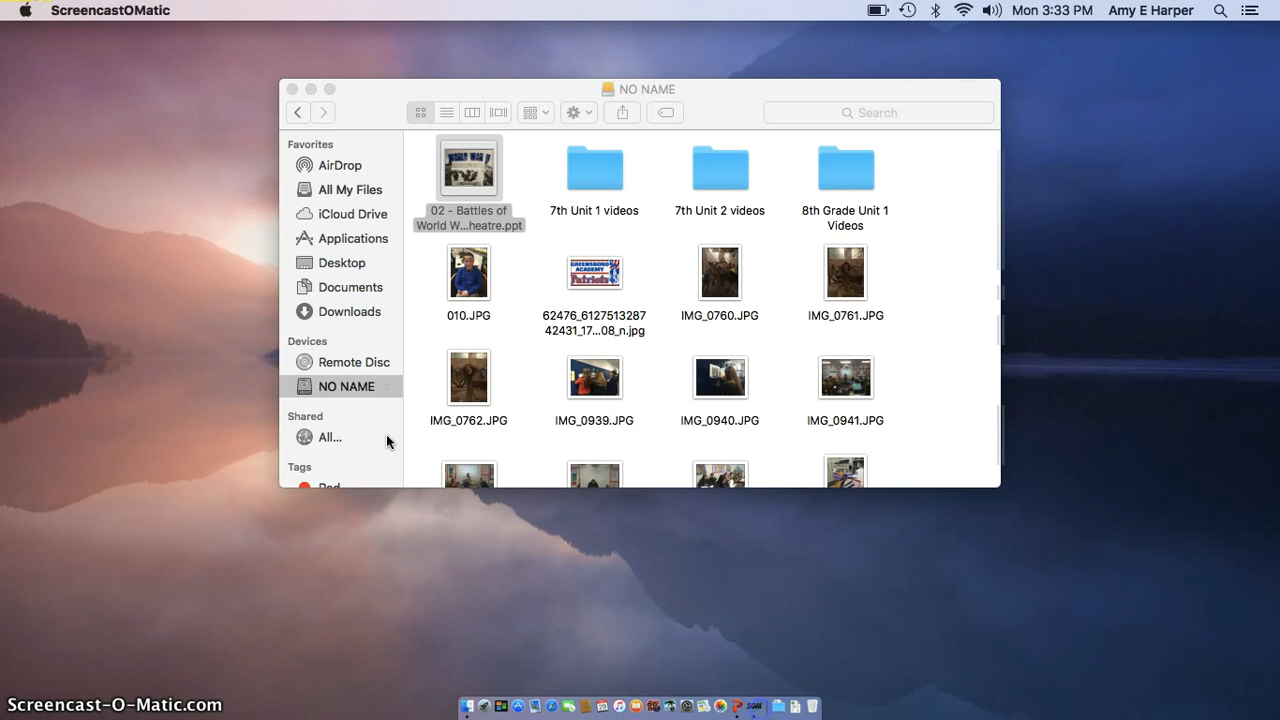 ScreencastOMatic
Mon 3:33 PM
Amy E Harper
NO NAME
Search
Favorites
AirDrop
All My Files
iCloud Drive
Applications
Desktop
Documents
Downloads
Devices
Remote Disc
NO NAME
Shared
All...
Tags
Red
02 - Battles of
World W...heatre.ppt
7th Unit 1 videos
7th Unit 2 videos
8th Grade Unit 1
Videos
010.JPG
GREENSBORO
ACADEMY
Patriots
62476_6127513287
42431_17...08_n.jpg
IMG_0760.JPG
IMG_0761.JPG
IMG_0762.JPG
IMG_0939.JPG
IMG_0940.JPG
IMG_0941.JPG
Screencast-O-Matic.com